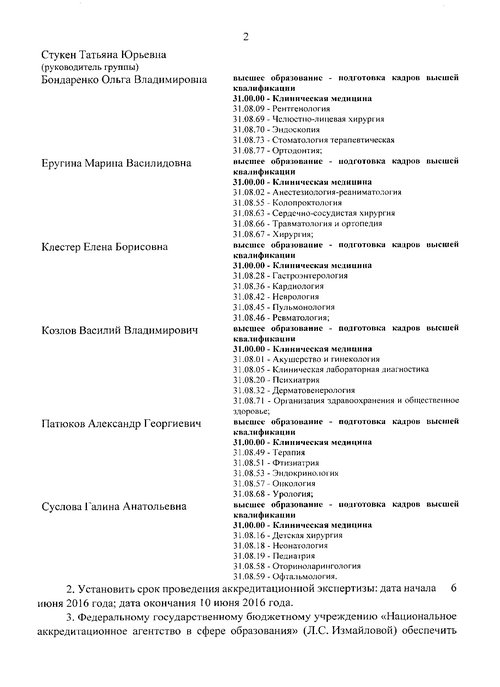 2
Стукен Татьяна Юрьевна
(руководитель группы)
Бондаренко Ольга Владимировна
высшее образование - подготовка кадров высшей
квалификации
31.00.00 - Клиническая медицина
31.08.09 - Рентгенология
31.08.69 - Челюстно-лицевая хирургия
31.08.70 - Эндоскопия
31.08.73 - Стоматология терапевтическая
31.08.77 - Ортодонтия;
Еругина Марина Василидовна
высшее образование - подготовка кадров высшей
квалификации
31.00.00 - Клиническая медицина
31.08.02 - Анестезиология-реаниматология
31.08.55 - Колопроктология
31.08.63 - Сердечно-сосудистая хирургия
31.08.66 - Травматология и ортопедия
31.08.67 - Хирургия;
Клестер Елена Борисовна
высшее образование - подготовка кадров высшей
квалификации
31.00.00 - Клиническая медицина
31.08.28 - Гастроэнтерология
31.08.36 - Кардиология
31.08.42 - Неврология
31.08.45 - Пульмонология
31.08.46 - Ревматология;
Козлов Василий Владимирович
высшее образование - подготовка кадров высшей
квалификации
31.00.00 - Клиническая медицина
31.08.01 - Акушерство и гинекология
31.08.05 - Клиническая лабораторная диагностика
31.08.20 - Психиатрия
31.08.32 - Дерматовенерология
31.08.71 - Организация здравоохранения и общественное
здоровье;
Патюков Александр Георгиевич
высшее образование - подготовка кадров высшей
квалификации
31.00.00 - Клиническая медицина
31.08.49 - Терапия
31.08.51 - Фтизиатрия
31.08.53 - Эндокринология
31.08.57 - Онкология
31.08.68 - Урология;
Суслова Галина Анатольевна
высшее образование - подготовка кадров высшей
квалификации
31.00.00 - Клиническая медицина
31.08.16 - Детская хирургия
31.08.18 - Неонатология
31.08.19 - Педиатрия
31.08.58 - Оториноларингология
31.08.59 - Офтальмология.
2. Установить срок проведения аккредитационной экспертизы: дата начала 6
июня 2016 года; дата окончания 10 июня 2016 года.
3. Федеральному государственному бюджетному учреждению «Национальное
аккредитационное агентство в сфере образования» (Л.С. Измайловой) обеспечить